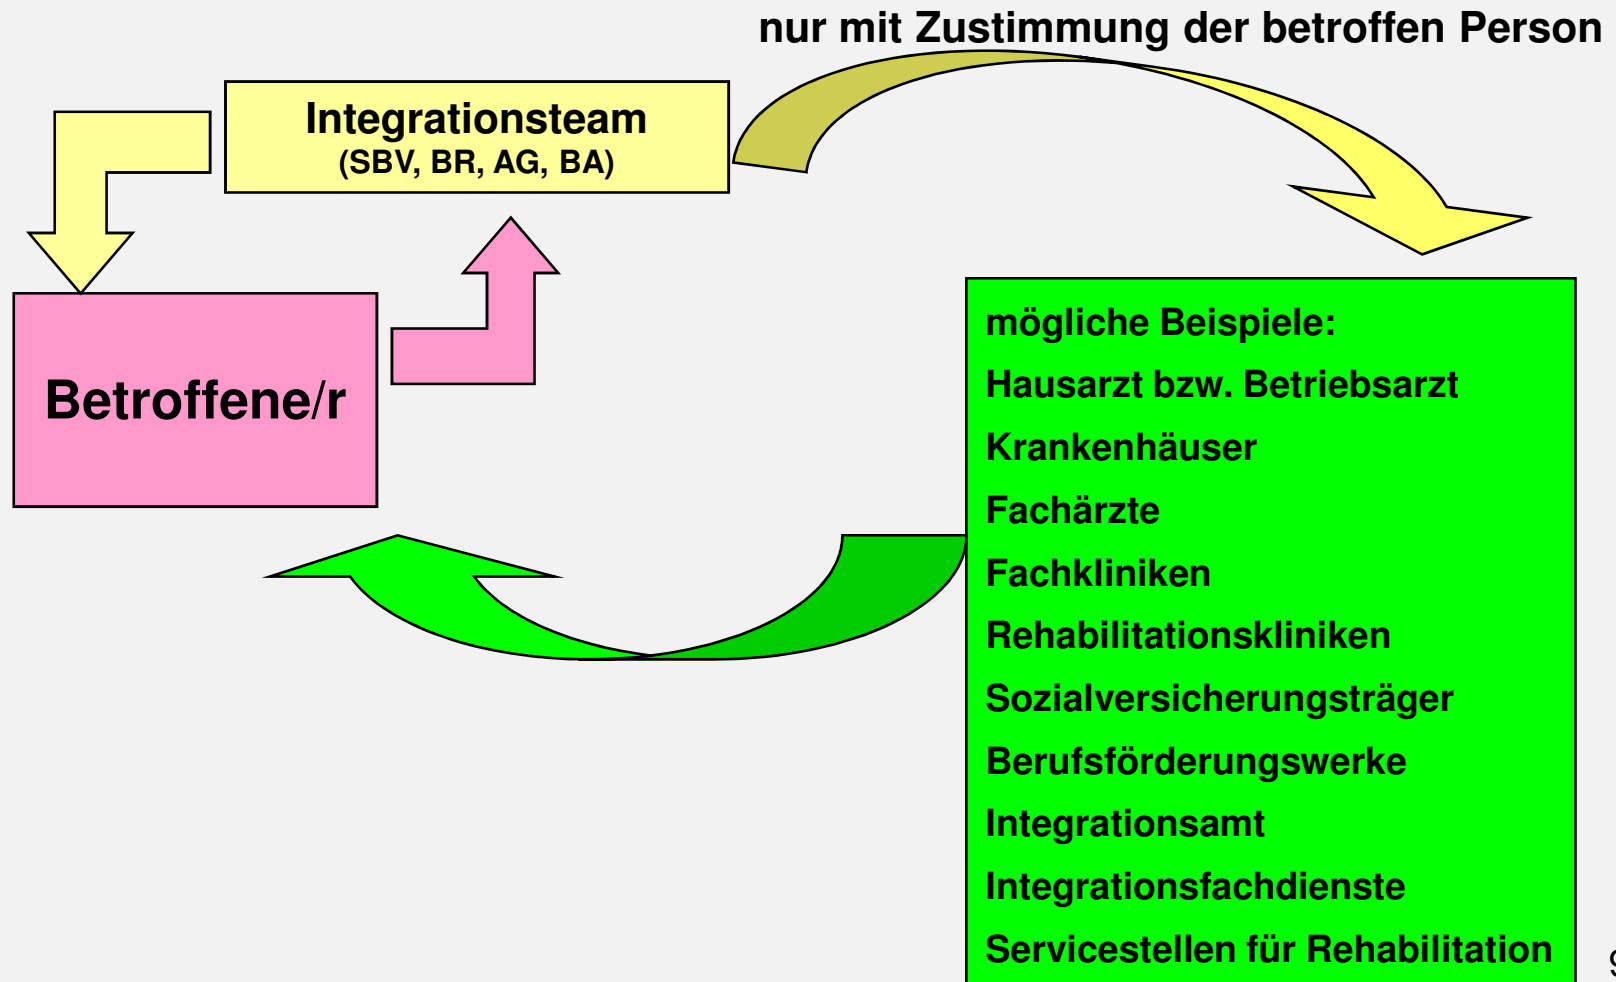 nur mit Zustimmung der betroffen Person
Integrationsteam
(SBV, BR, AG, BA)
Betroffene/r
mögliche Beispiele:
Hausarzt bzw. Betriebsarzt
Krankenhäuser
Fachärzte
Fachkliniken
Rehabilitationskliniken
Sozialversicherungsträger
Berufsförderungswerke
Integrationsamt
Integrationsfachdienste
Servicestellen für Rehabilitation